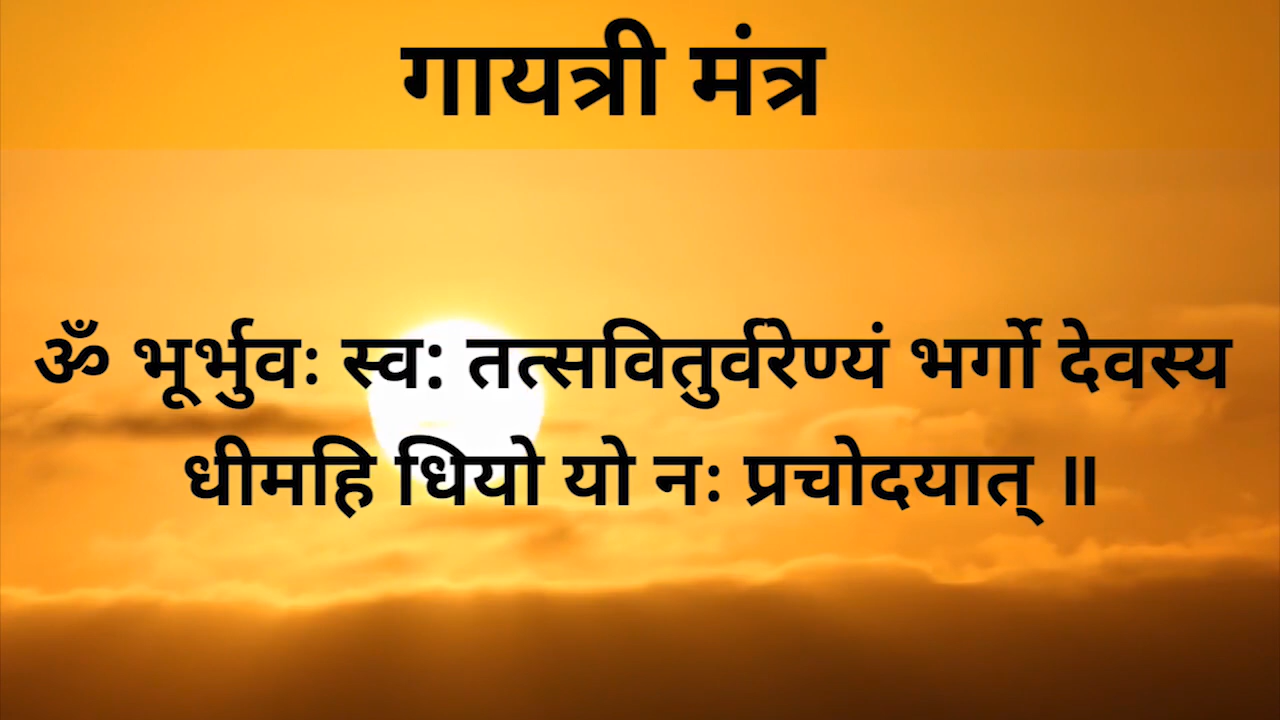 गायत्री मंत्र
ॐ भूर्भुवः स्व: तत्सवितुर्वरेण्यं भर्गो देवस्य
धीमहि धियो यो नः प्रचोदयात् ॥